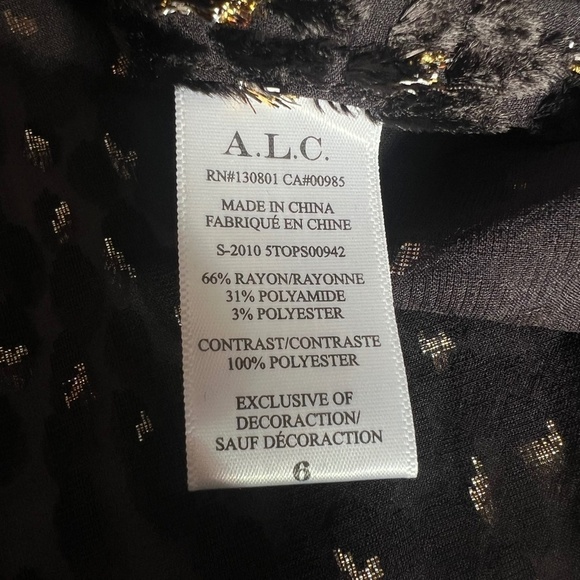 A.L.C.
RN#130801 CA#00985
MADE IN CHINA
FABRIQUÉ EN CHINE
S-2010 5TOPS00942
66% RAYON/RAYONNE
31% POLYAMIDE
3% POLYESTER
CONTRAST/CONTRASTE
100% POLYESTER
EXCLUSIVE OF
DECORACTION/
SAUF DÉCORACTION
6